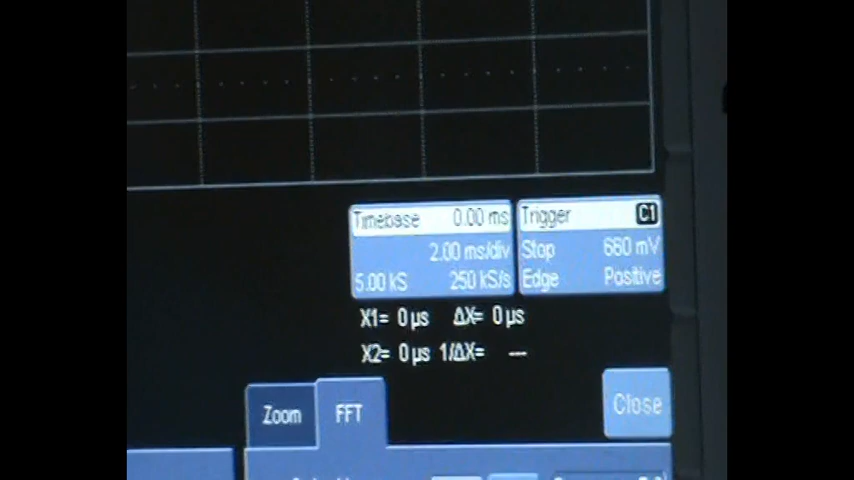 Timebase 0.00 ms
2.00 ms/div
5.00 kS 250 kS/s
Trigger C1
Stop 660 mV
Edge Positive
X1= 0 µs ΔX= 0 µs
X2= 0 µs 1/ΔX= ---
Zoom
FFT
Close